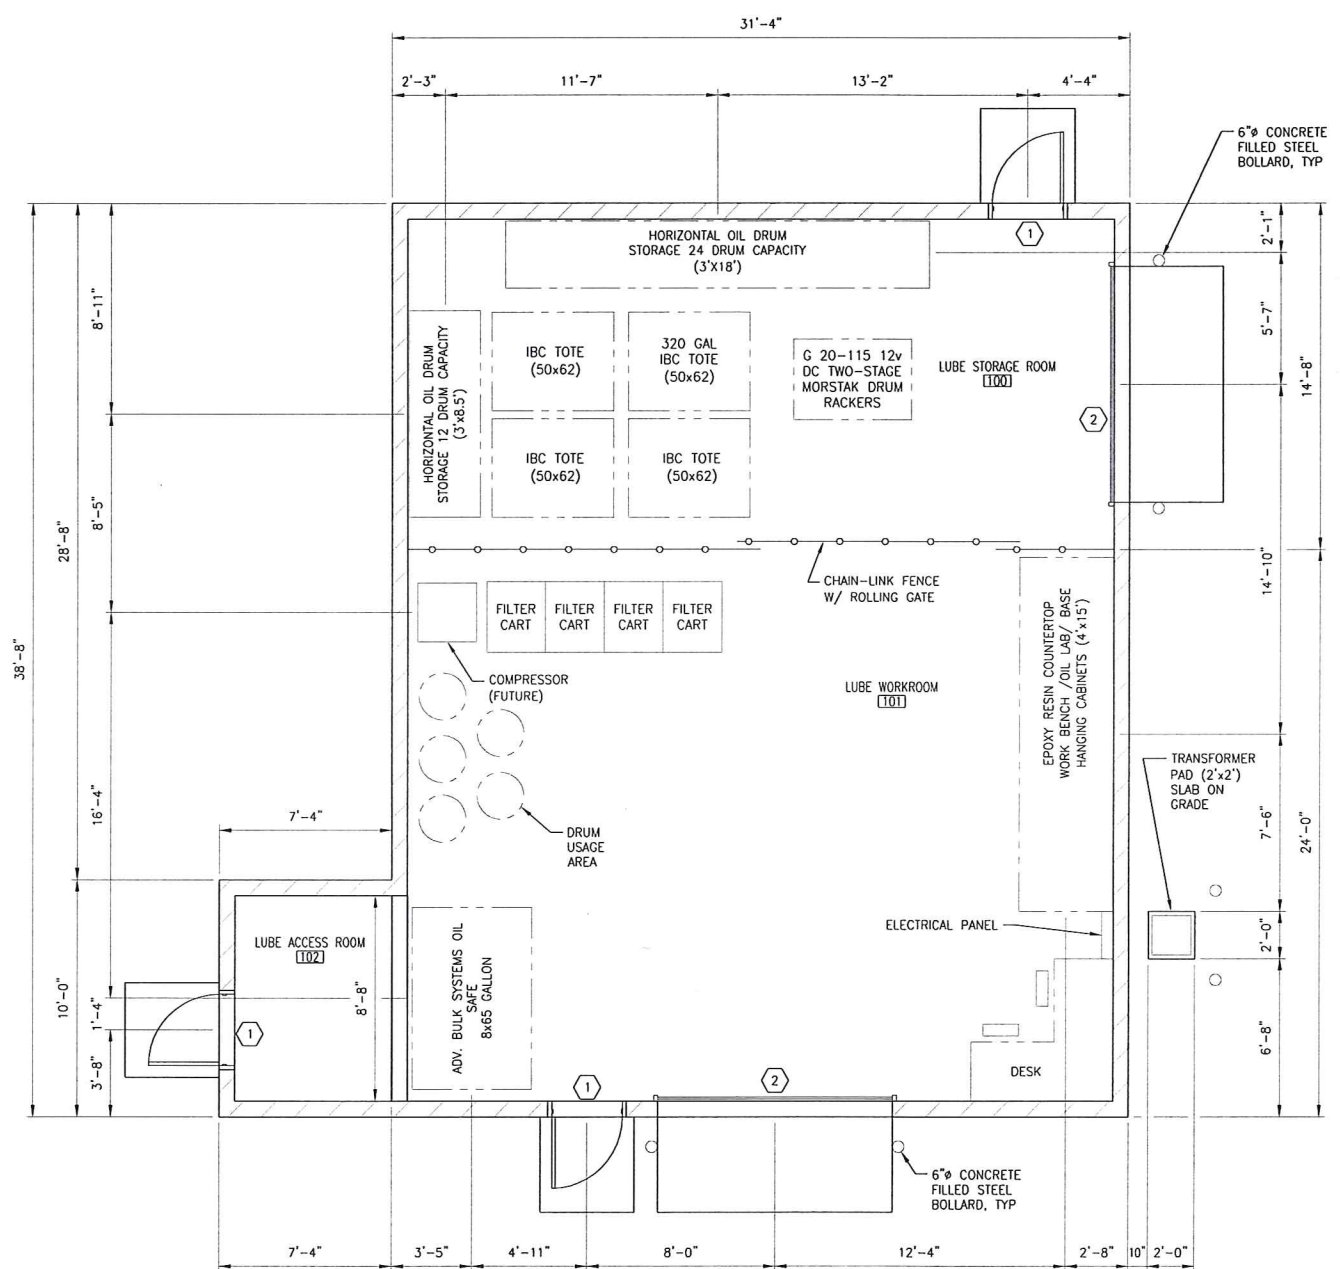 31'-4"
2'-3"
11'-7"
13'-2"
4'-4"
6"ø CONCRETE
FILLED STEEL
BOLLARD, TYP
1
HORIZONTAL OIL DRUM
STORAGE 24 DRUM CAPACITY
(3'X18')
2'-1"
5'-7"
14'-8"
8'-11"
HORIZONTAL OIL DRUM
STORAGE 12 DRUM CAPACITY
(3'x8.5')
IBC TOTE
(50x62)
320 GAL
IBC TOTE
(50x62)
G 20-115 12v
DC TWO-STAGE
MORSTAK DRUM
RACKERS
LUBE STORAGE ROOM
100
2
IBC TOTE
(50x62)
IBC TOTE
(50x62)
8'-5"
28'-8"
38'-8"
CHAIN-LINK FENCE
W/ ROLLING GATE
14'-10"
FILTER
CART
FILTER
CART
FILTER
CART
FILTER
CART
COMPRESSOR
(FUTURE)
LUBE WORKROOM
101
EPOXY RESIN COUNTERTOP
WORK BENCH /OIL LAB/ BASE
HANGING CABINETS (4'x15')
TRANSFORMER
PAD (2'x2')
SLAB ON
GRADE
16'-4"
7'-4"
DRUM
USAGE
AREA
7'-6"
24'-0"
LUBE ACCESS ROOM
102
8'-8"
ADV. BULK SYSTEMS OIL
SAFE
8x65 GALLON
ELECTRICAL PANEL
2'-0"
10'-0"
1'-4"
3'-8"
1
6'-8"
DESK
1
2
6"ø CONCRETE
FILLED STEEL
BOLLARD, TYP
7'-4"
3'-5"
4'-11"
8'-0"
12'-4"
2'-8"
10"
2'-0"